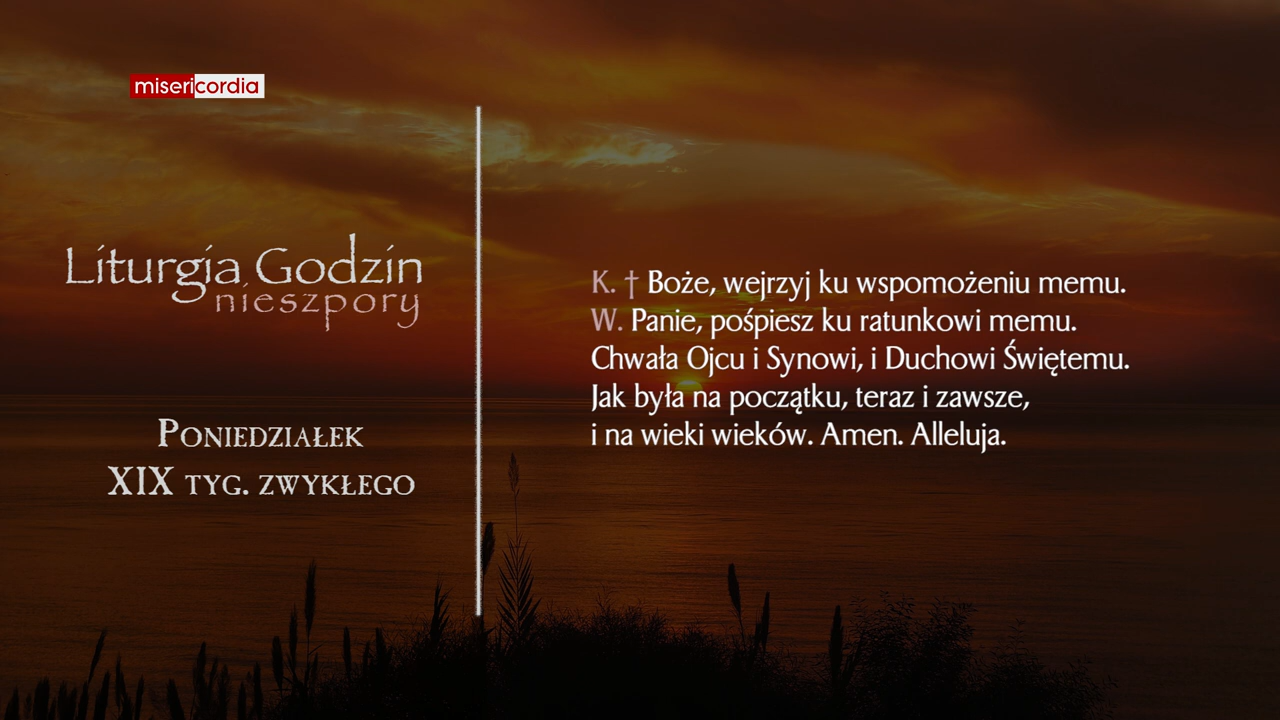 misericordia
Liturgia Godzin
nieszpory
Poniedziałek
XIX tyg. zwykłego
K. † Boże, wejrzyj ku wspomożeniu memu.
W. Panie, pośpiesz ku ratunkowi memu.
Chwała Ojcu i Synowi, i Duchowi Świętemu.
Jak była na początku, teraz i zawsze,
i na wieki wieków. Amen. Alleluja.